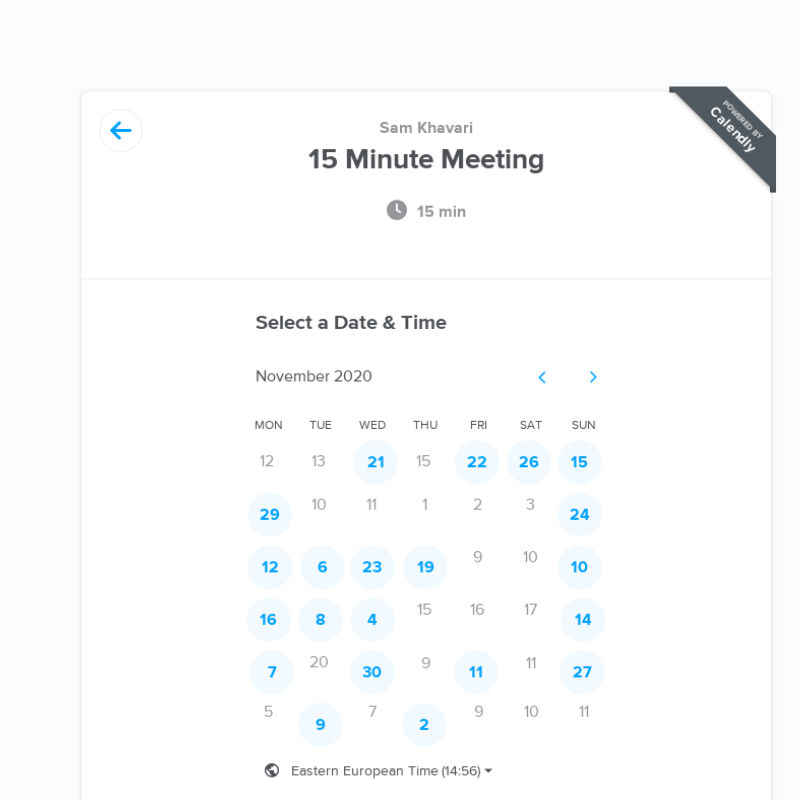 POWERED BY
Calendly
Sam Khavari
15 Minute Meeting
15 min
Select a Date & Time
November 2020
MON TUE WED THU FRI SAT SUN
12 13 21 15 22 26 15
29 10 11 1 2 3 24
12 6 23 19 9 10 10
16 8 4 15 16 17 14
7 20 30 9 11 11 27
5 9 7 2 9 10 11
Eastern European Time (14:56)